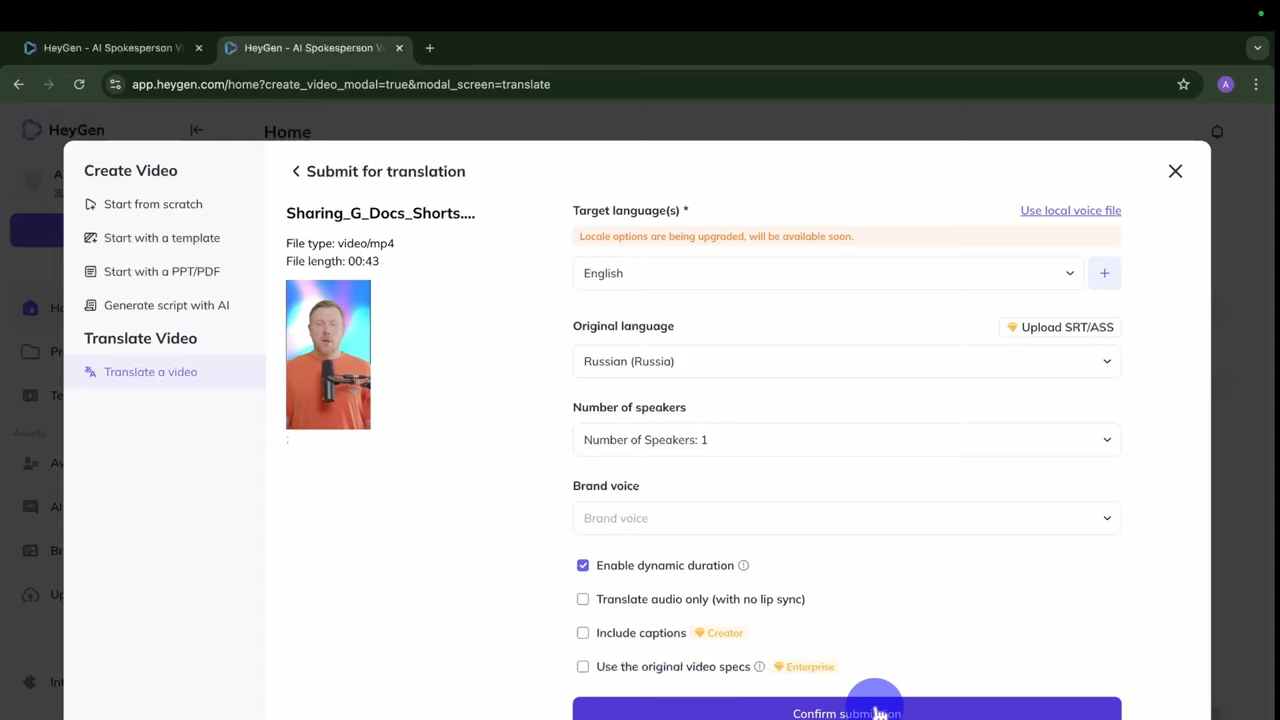 HeyGen - AI Spokesperson Vi
HeyGen - AI Spokesperson Vi
app.heygen.com/home?create_video_modal=true&modal_screen=translate
A
HeyGen
Home
Create Video
Start from scratch
Start with a template
Start with a PPT/PDF
Generate script with AI
Translate Video
Translate a video
Submit for translation
Sharing_G_Docs_Shorts....
File type: video/mp4
File length: 00:43
Target language(s) *
Use local voice file
Locale options are being upgraded, will be available soon.
English
Original language
Upload SRT/ASS
Russian (Russia)
Number of speakers
Number of Speakers: 1
Brand voice
Brand voice
Enable dynamic duration
Translate audio only (with no lip sync)
Include captions
Creator
Use the original video specs
Enterprise
Confirm submission